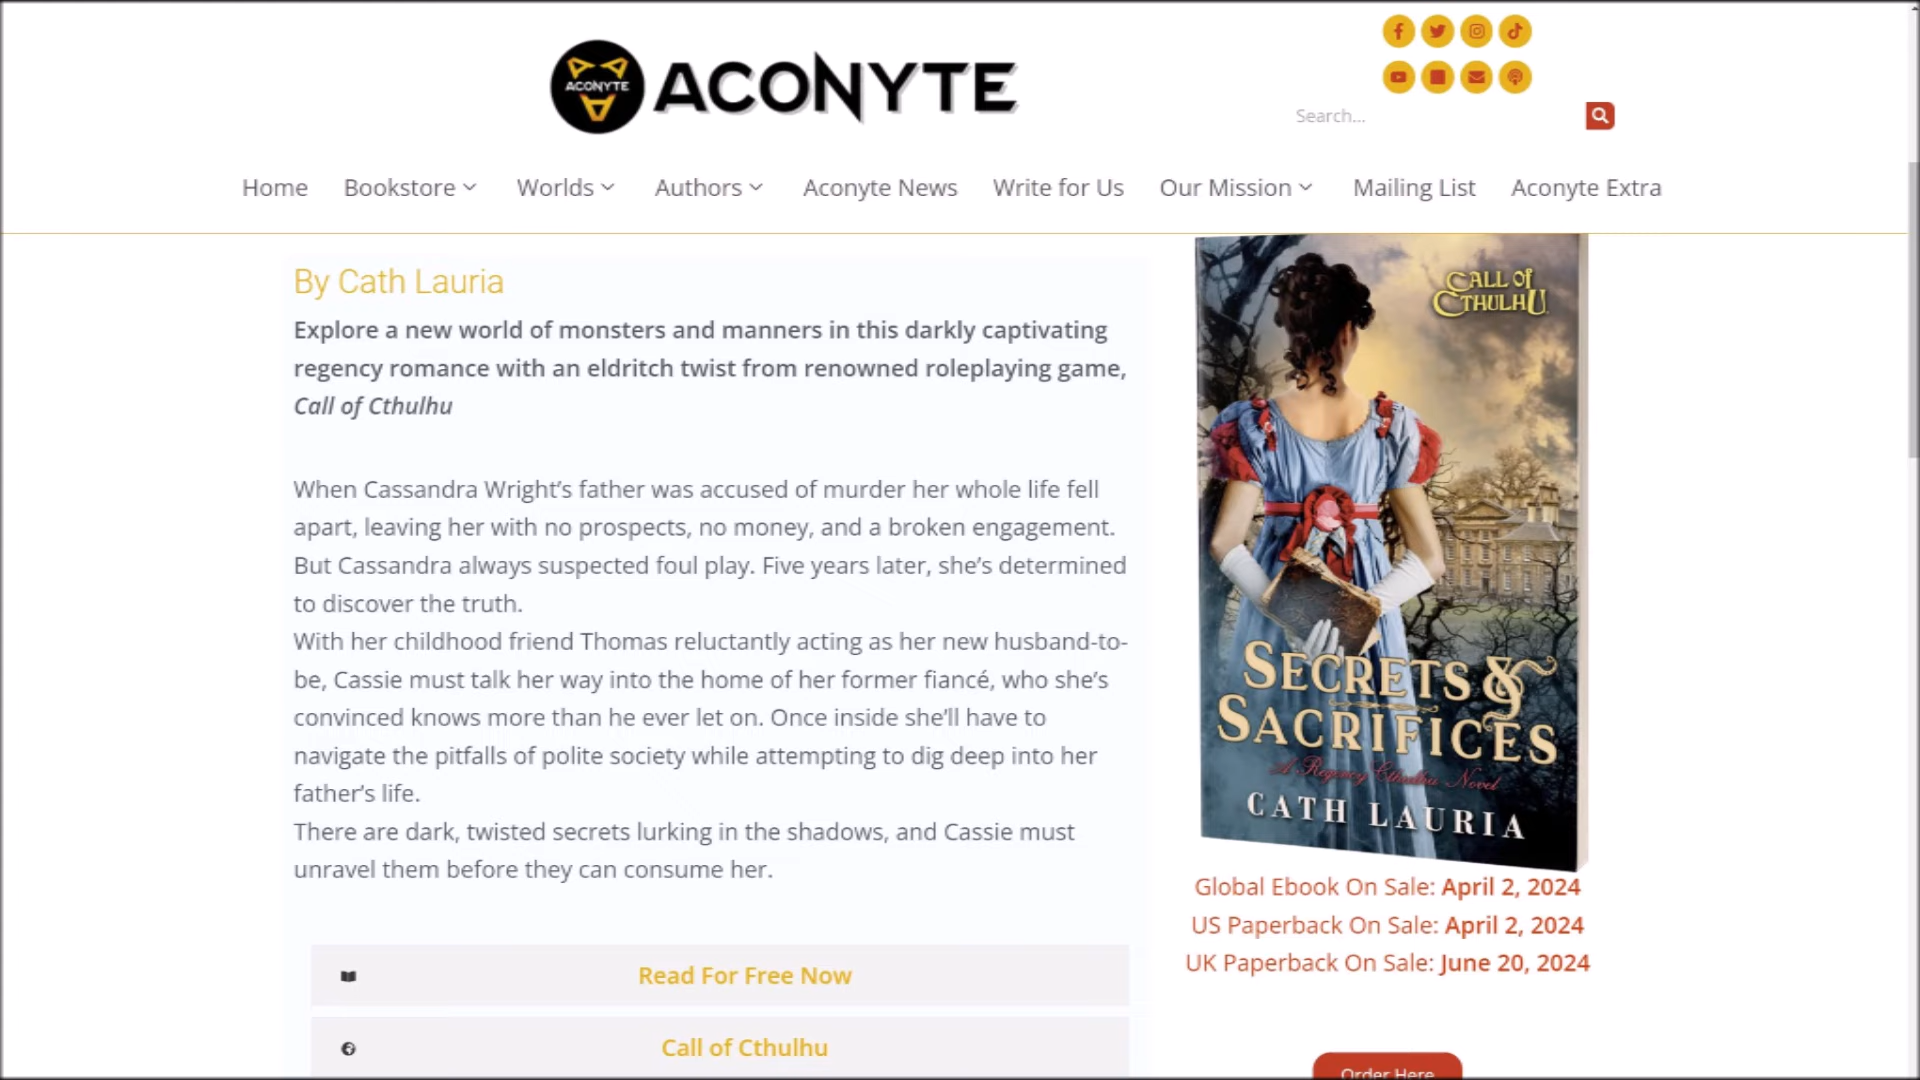 ACONYTE
ACONYTE
Search...
Home
Bookstore
Worlds
Authors
Aconyte News
Write for Us
Our Mission
Mailing List
Aconyte Extra
By Cath Lauria
Explore a new world of monsters and manners in this darkly captivating
regency romance with an eldritch twist from renowned roleplaying game,
Call of Cthulhu
When Cassandra Wright’s father was accused of murder her whole life fell
apart, leaving her with no prospects, no money, and a broken engagement.
But Cassandra always suspected foul play. Five years later, she’s determined
to discover the truth.
With her childhood friend Thomas reluctantly acting as her new husband-to-
be, Cassie must talk her way into the home of her former fiancé, who she’s
convinced knows more than he ever let on. Once inside she’ll have to
navigate the pitfalls of polite society while attempting to dig deep into her
father’s life.
There are dark, twisted secrets lurking in the shadows, and Cassie must
unravel them before they can consume her.
Read For Free Now
Call of Cthulhu
CALL of
CTHULHU
SECRETS &
SACRIFICES
A Regency Cthulhu Novel
CATH LAURIA
Global Ebook On Sale: April 2, 2024
US Paperback On Sale: April 2, 2024
UK Paperback On Sale: June 20, 2024
Order Here